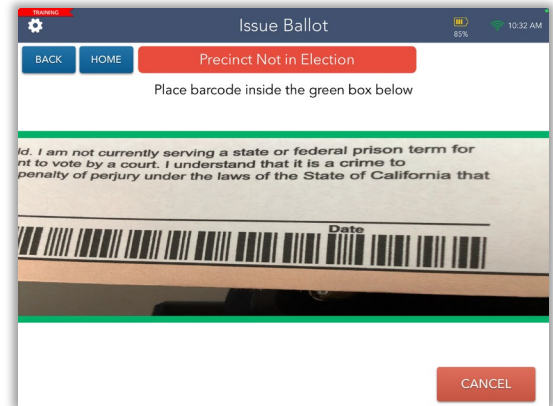 TRAINING
Issue Ballot
85%
10:32 AM
BACK
HOME
Precinct Not in Election
Place barcode inside the green box below
ld. I am not currently serving a state or federal prison term for
nt to vote by a court. I understand that it is a crime to
penalty of perjury under the laws of the State of California that
Date
CANCEL